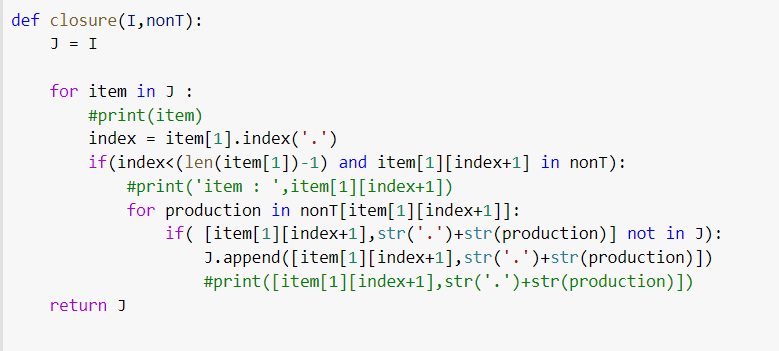 def closure(I,nonT):
    J = I

    for item in J :
        #print(item)
        index = item[1].index('.')
        if(index<(len(item[1])-1) and item[1][index+1] in nonT):
            #print('item : ',item[1][index+1])
            for production in nonT[item[1][index+1]]:
                if( [item[1][index+1],str('.')+str(production)] not in J):
                    J.append([item[1][index+1],str('.')+str(production)])
                    #print([item[1][index+1],str('.')+str(production)])
    return J